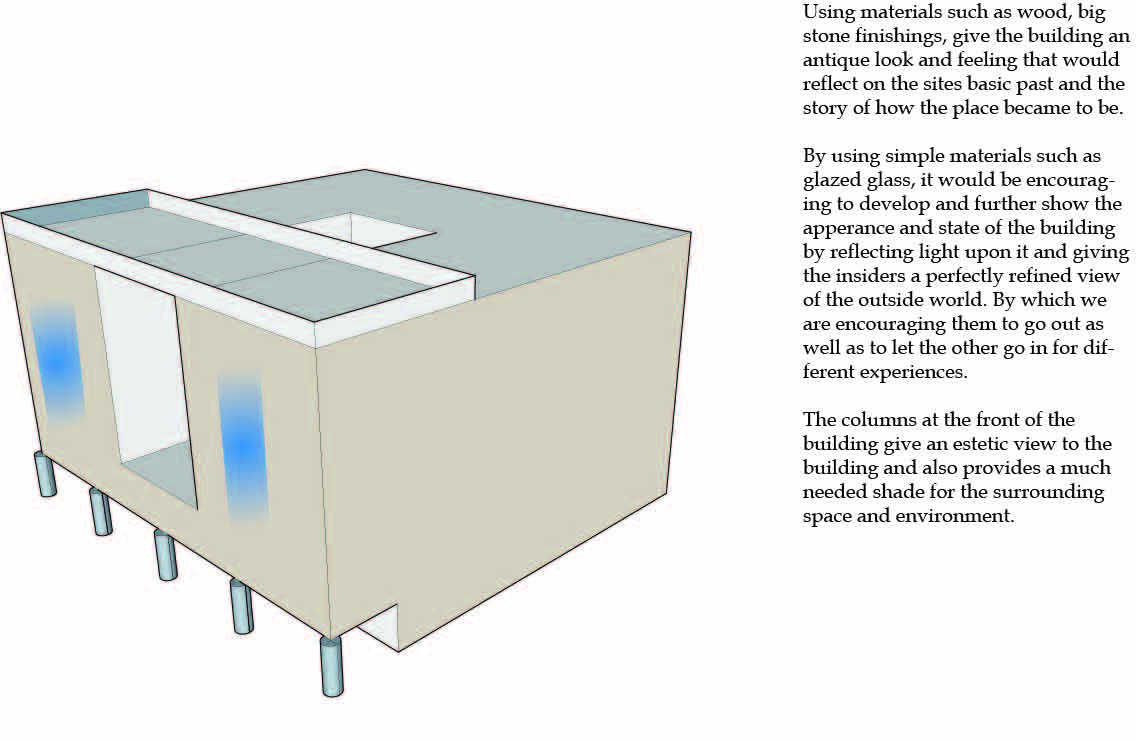 Using materials such as wood, big
stone finishings, give the building an
antique look and feeling that would
reflect on the sites basic past and the
story of how the place became to be.
By using simple materials such as
glazed glass, it would be encourag-
ing to develop and further show the
apperance and state of the building
by reflecting light upon it and giving
the insiders a perfectly refined view
of the outside world. By which we
are encouraging them to go out as
well as to let the other go in for dif-
ferent experiences.
The columns at the front of the
building give an estetic view to the
building and also provides a much
needed shade for the surrounding
space and environment.